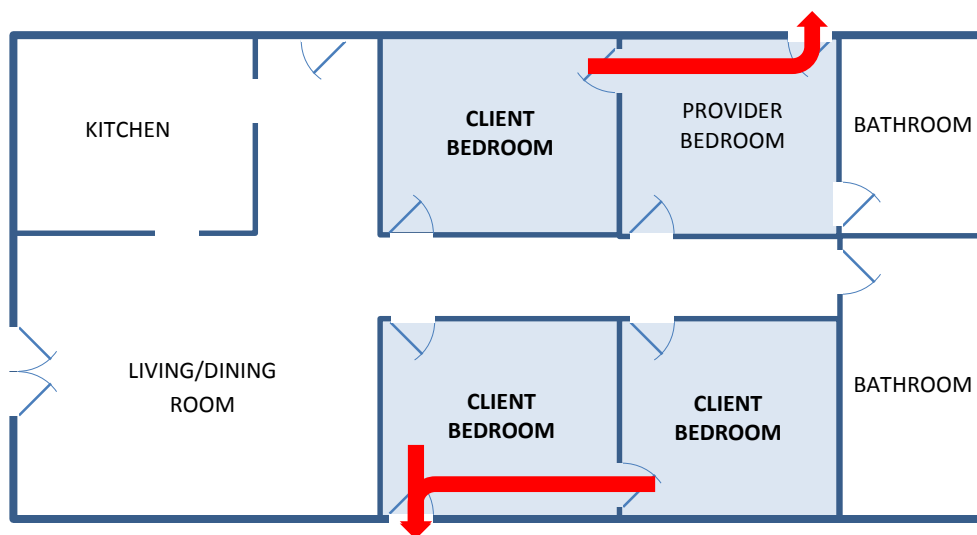 KITCHEN
CLIENT
BEDROOM
PROVIDER
BEDROOM
BATHROOM
LIVING/DINING
ROOM
CLIENT
BEDROOM
CLIENT
BEDROOM
BATHROOM